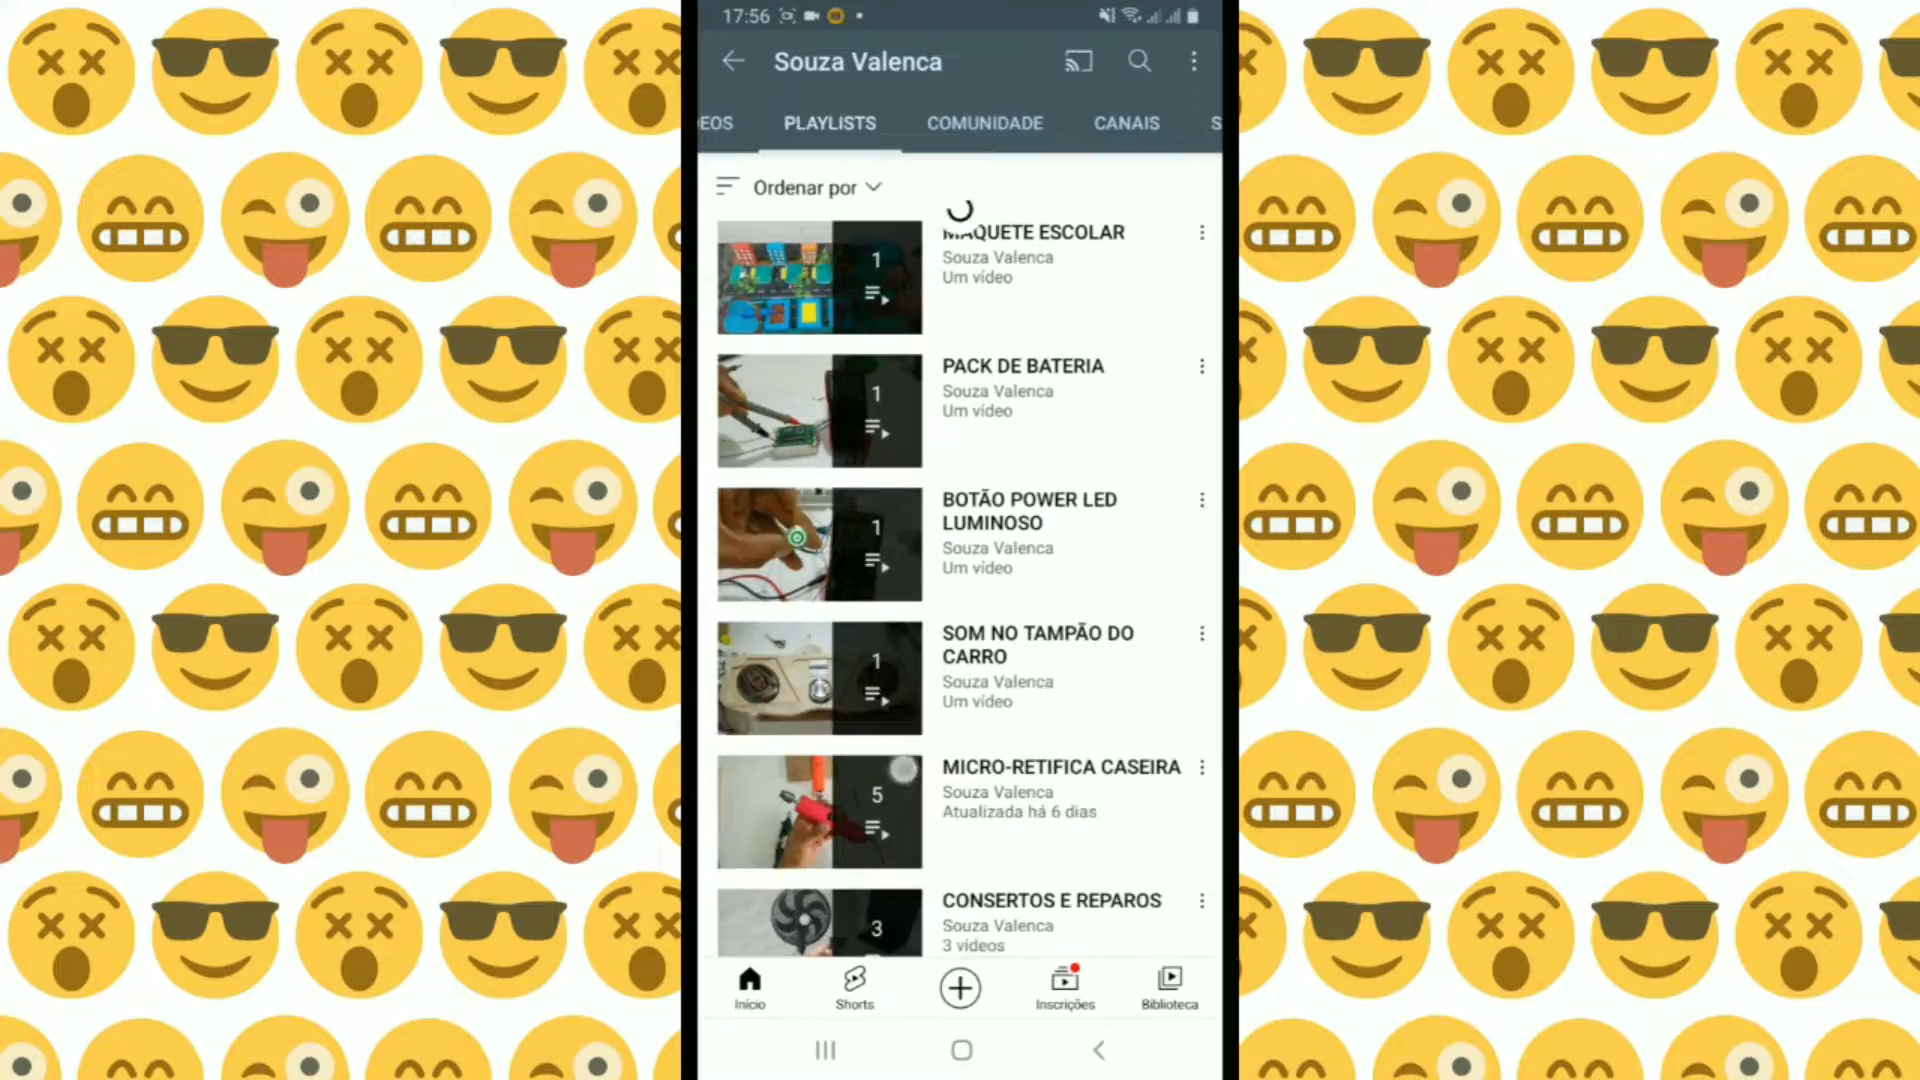 17:56
Souza Valenca
EOS PLAYLISTS COMUNIDADE CANAIS S
Ordenar por
MAQUETE ESCOLAR
Souza Valenca
Um vídeo
1
PACK DE BATERIA
Souza Valenca
Um vídeo
1
BOTÃO POWER LED
LUMINOSO
Souza Valenca
Um vídeo
1
SOM NO TAMPÃO DO
CARRO
Souza Valenca
Um vídeo
1
MICRO-RETIFICA CASEIRA
Souza Valenca
Atualizada há 6 dias
5
CONSERTOS E REPAROS
Souza Valenca
3 vídeos
3
Início Shorts Inscrições Biblioteca